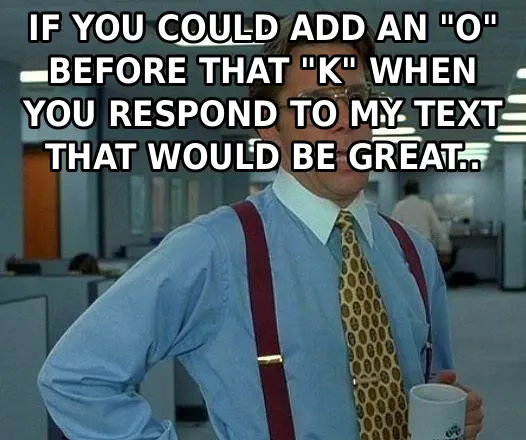 IF YOU COULD ADD AN "O"
BEFORE THAT "K" WHEN
YOU RESPOND TO MY TEXT
THAT WOULD BE GREAT..